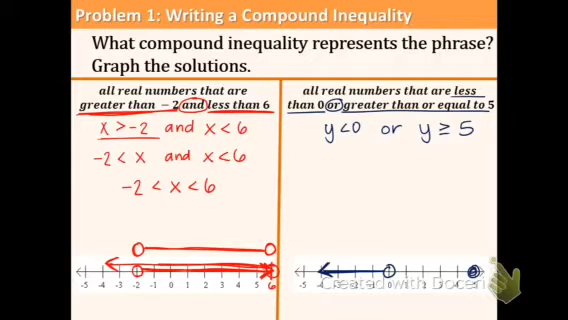 Problem 1: Writing a Compound Inequality
What compound inequality represents the phrase?
Graph the solutions.
all real numbers that are
greater than − 2 and less than 6
x > -2 and x < 6
-2 < x and x < 6
-2 < x < 6
-5 -4 -3 -2 -1 0 1 2 3 4 5 6
all real numbers that are less
than 0 or greater than or equal to 5
y < 0 or y ≥ 5
-5 -4 -3 -2 -1 0 1 2 3 4 5
Created with Doceri